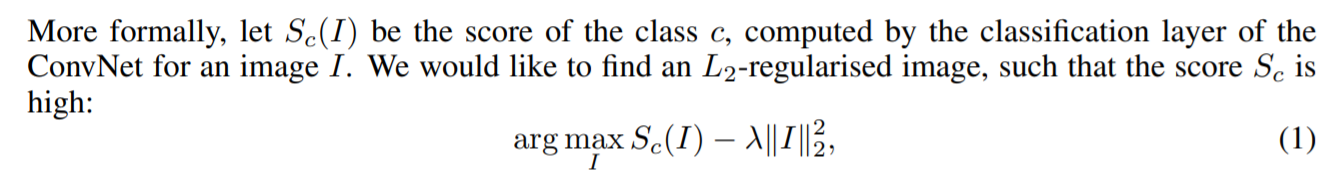 More formally, let $S_c(I)$ be the score of the class $c$, computed by the classification layer of the
ConvNet for an image $I$. We would like to find an $L_2$-regularised image, such that the score $S_c$ is
high:
$$\arg\max_I S_c(I) - \lambda \|I\|_2^2, \quad (1)$$